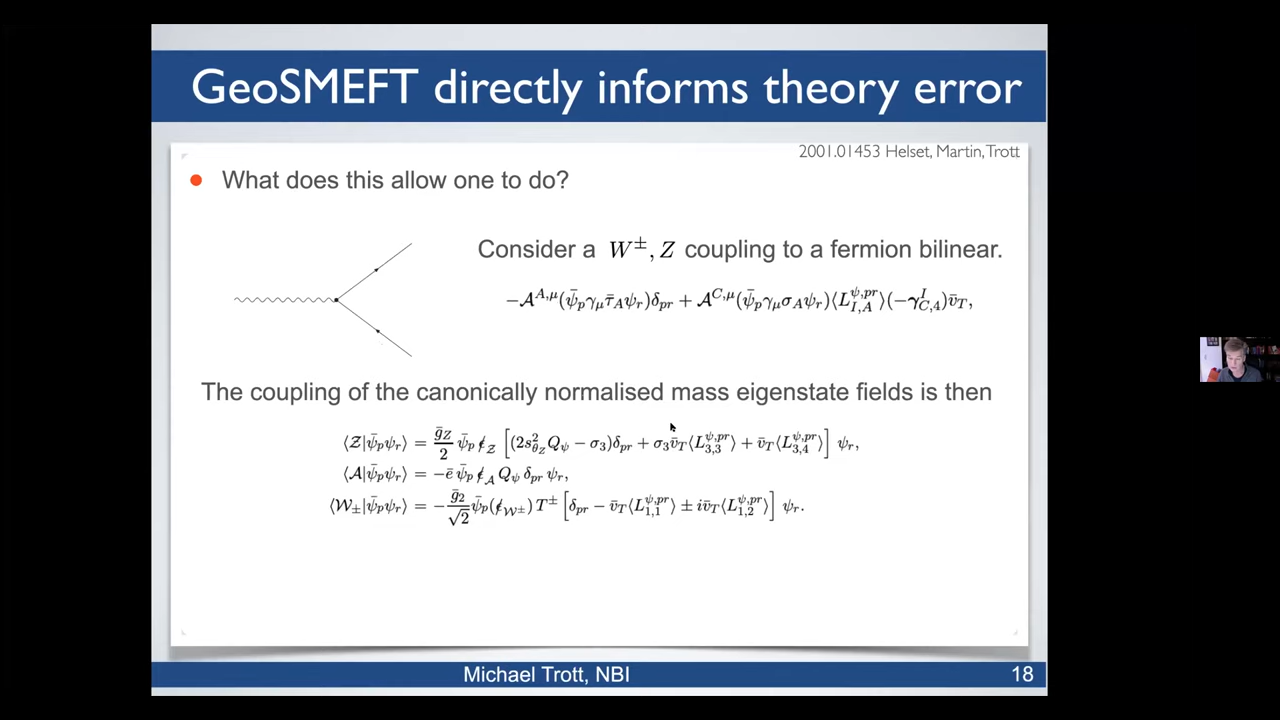 GeoSMEFT directly informs theory error
2001.01453 Helset, Martin, Trott
What does this allow one to do?
Consider a W^±, Z coupling to a fermion bilinear.
−𝒜^{A,μ}(ψ̄_p γ_μ τ̄_A ψ_r)δ_{pr} + 𝒜^{C,μ}(ψ̄_p γ_μ σ_A ψ_r)⟨L^{ψ,pr}_{I,A}⟩(−γ^I_{C,4})v̄_T,
The coupling of the canonically normalised mass eigenstate fields is then
⟨𝒵|ψ̄_p ψ_r⟩ = ḡ_Z/2 ψ̄_p ε̸_𝒵 [(2s²_{θ_Z} Q_ψ − σ_3)δ_{pr} + σ_3 v̄_T⟨L^{ψ,pr}_{3,3}⟩ + v̄_T⟨L^{ψ,pr}_{3,4}⟩] ψ_r,
⟨𝒜|ψ̄_p ψ_r⟩ = −ē ψ̄_p ε̸_𝒜 Q_ψ δ_{pr} ψ_r,
⟨𝒲_±|ψ̄_p ψ_r⟩ = −ḡ_2/√2 ψ̄_p(ε̸_{𝒲^±}) T^± [δ_{pr} − v̄_T⟨L^{ψ,pr}_{1,1}⟩ ± iv̄_T⟨L^{ψ,pr}_{1,2}⟩] ψ_r.
Michael Trott, NBI
18